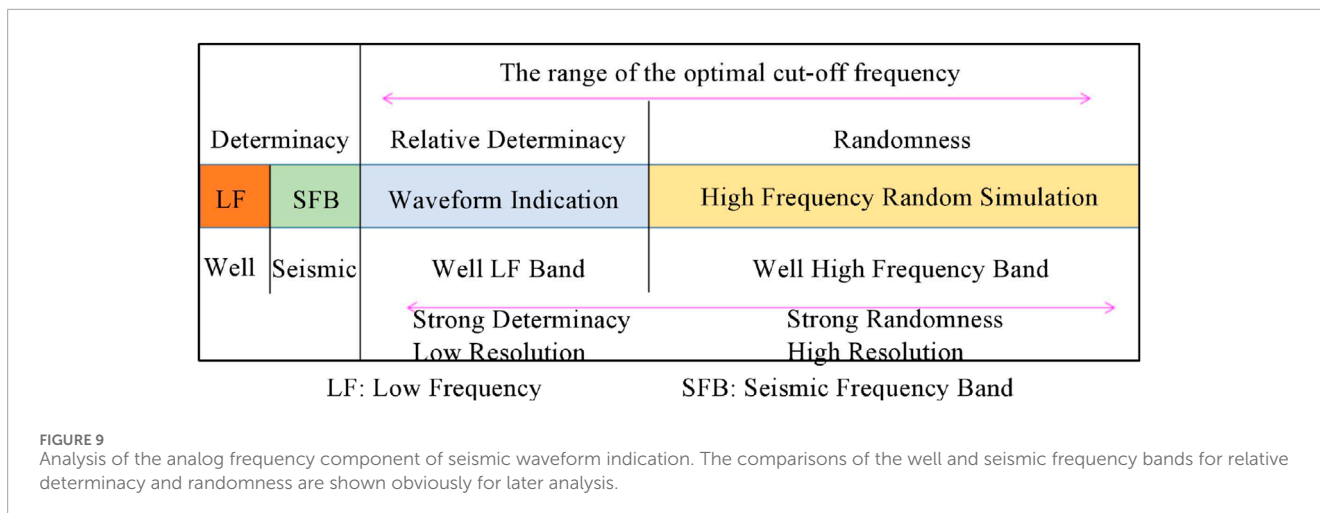 The range of the optimal cut-off frequency
Determinacy Relative Determinacy Randomness
LF SFB Waveform Indication High Frequency Random Simulation
Well Seismic Well LF Band Well High Frequency Band
Strong Determinacy Strong Randomness
Low Resolution High Resolution
LF: Low Frequency SFB: Seismic Frequency Band
FIGURE 9
Analysis of the analog frequency component of seismic waveform indication. The comparisons of the well and seismic frequency bands for relative
determinacy and randomness are shown obviously for later analysis.